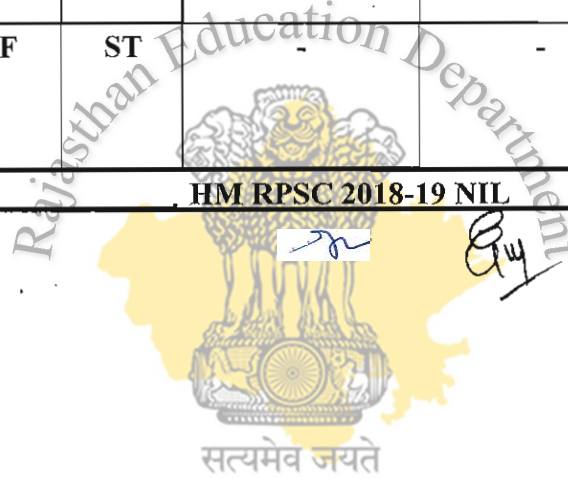 F ST - -
Rajasthan Education Department
HM RPSC 2018-19 NIL
सत्यमेव जयते